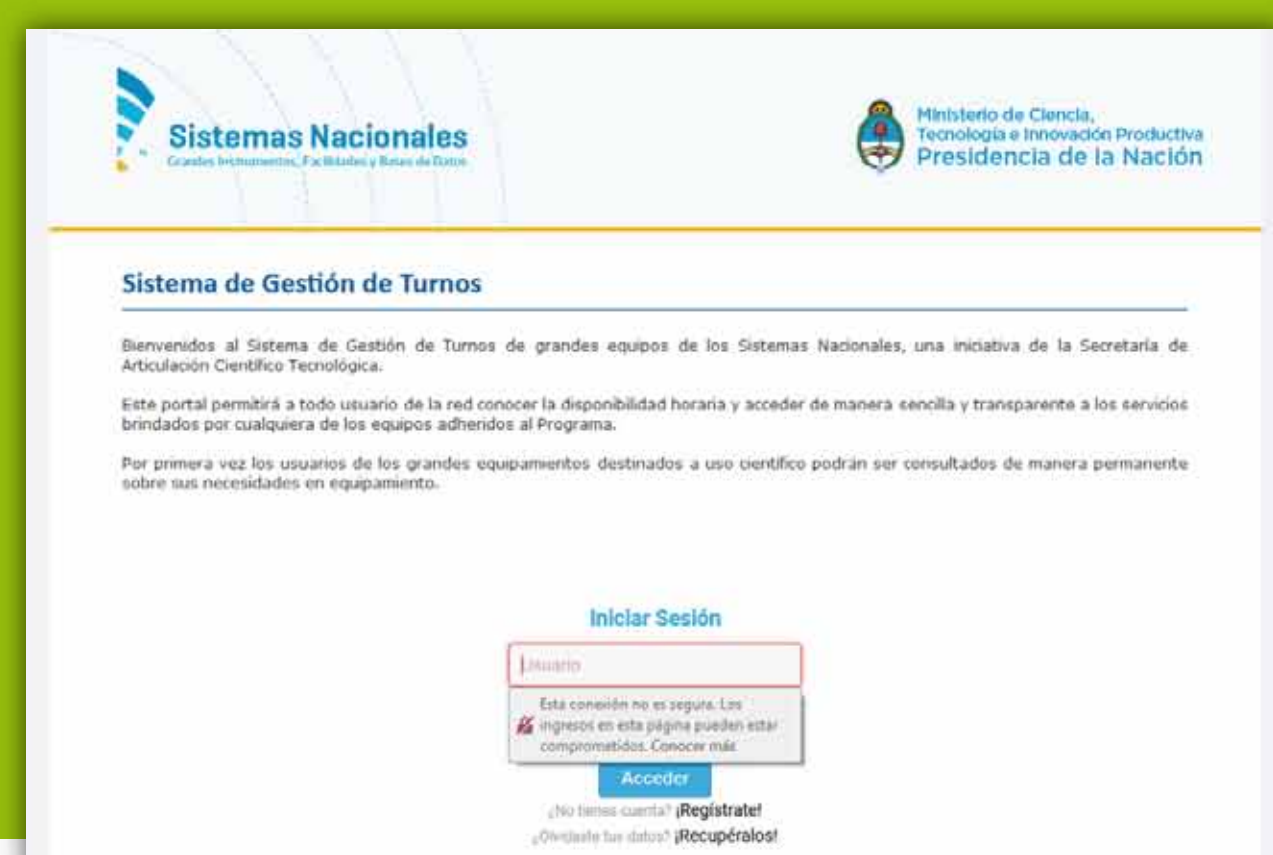 Sistemas Nacionales
Grandes Instrumentos, Facilidades y Bases de Datos
Ministerio de Ciencia,
Tecnología e Innovación Productiva
Presidencia de la Nación
Sistema de Gestión de Turnos
Bienvenidos al Sistema de Gestión de Turnos de grandes equipos de los Sistemas Nacionales, una iniciativa de la Secretaría de
Articulación Científico Tecnológica.
Este portal permitirá a todo usuario de la red conocer la disponibilidad horaria y acceder de manera sencilla y transparente a los servicios
brindados por cualquiera de los equipos adheridos al Programa.
Por primera vez los usuarios de los grandes equipamientos destinados a uso científico podrán ser consultados de manera permanente
sobre sus necesidades en equipamiento.
Iniciar Sesión
Usuario
Esta conexión no es segura. Los
ingresos en esta página pueden estar
comprometidos. Conocer más
Acceder
¿No tienes cuenta? ¡Regístrate!
¿Olvidaste tus datos? ¡Recupéralos!